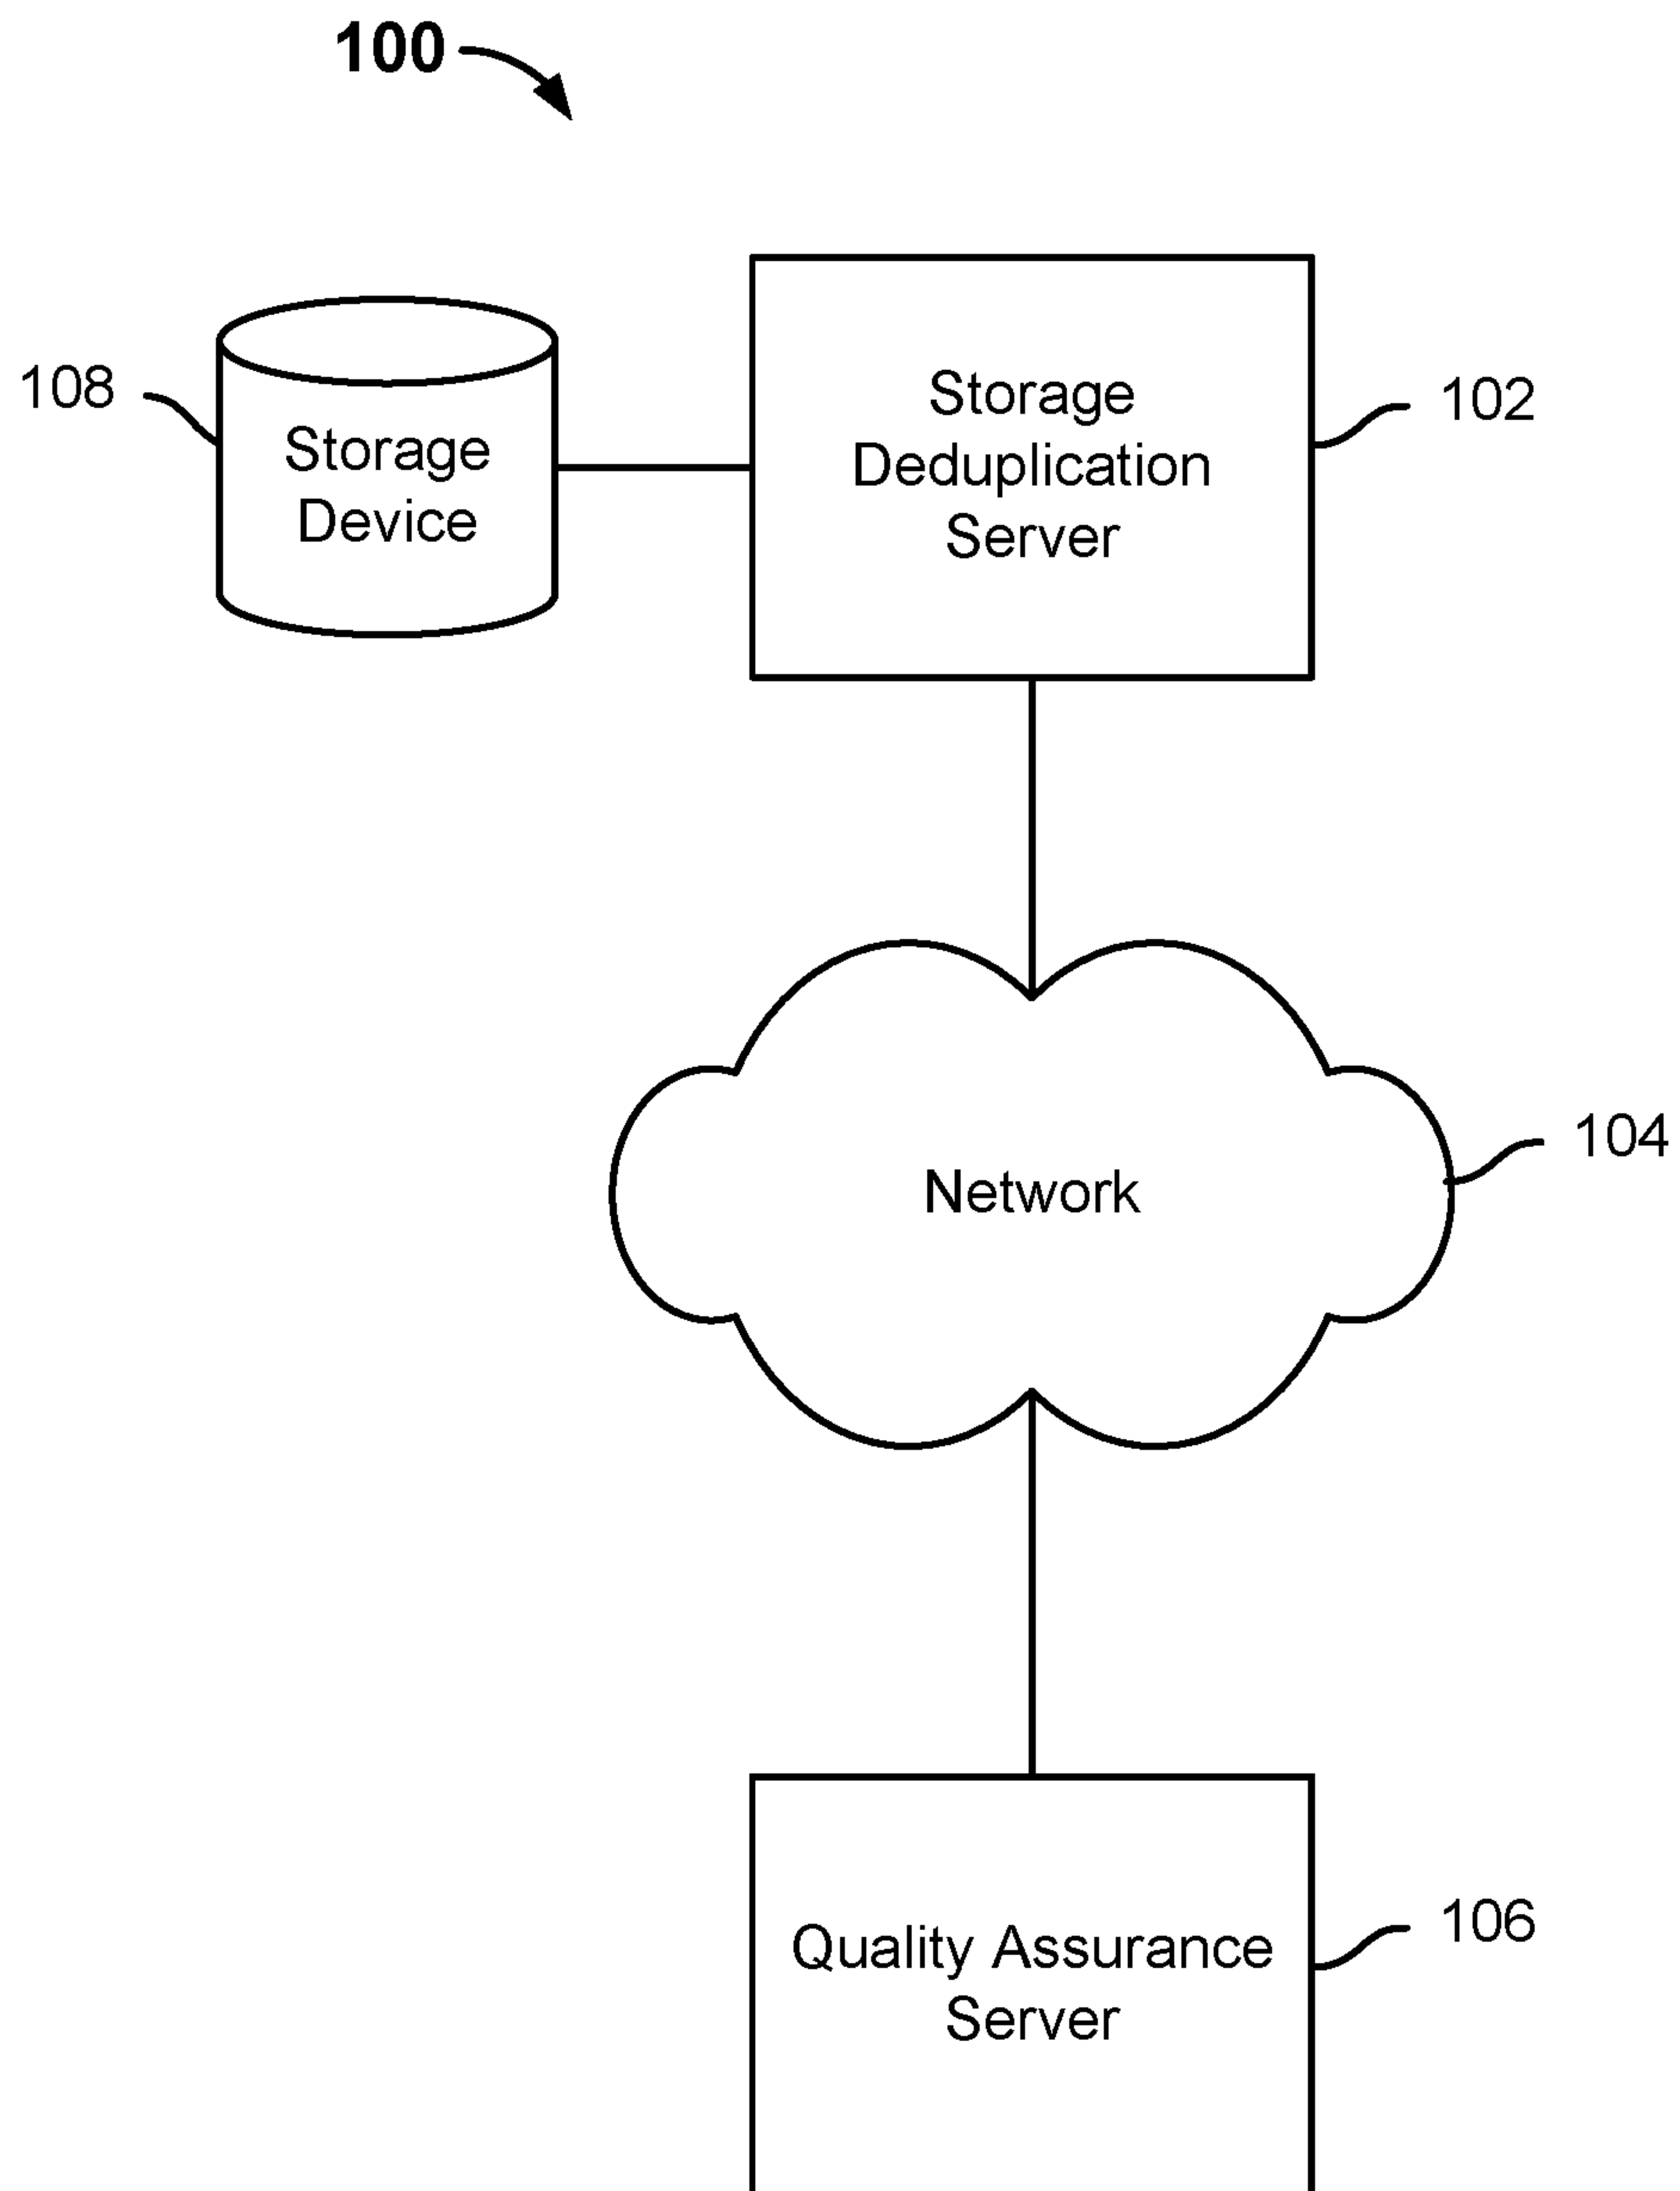 100
108
Storage
Device
Storage
Deduplication
Server
102
Network
104
Quality Assurance
Server
106